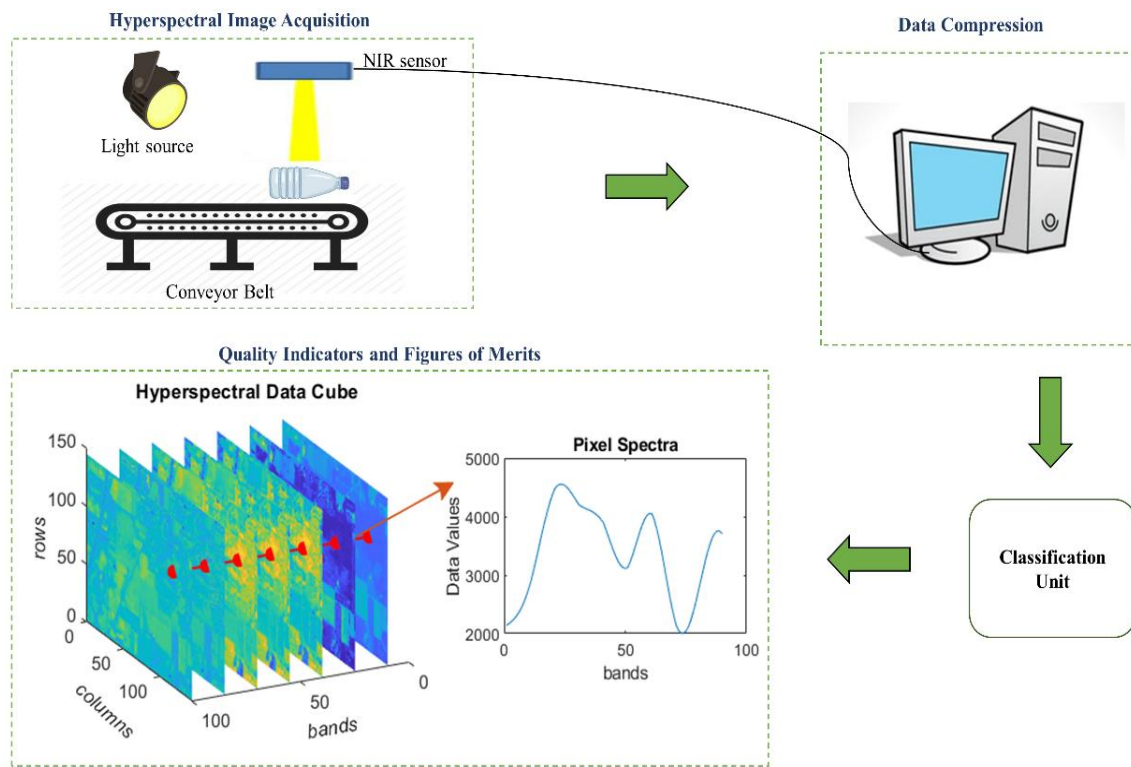 Hyperspectral Image Acquisition
NIR sensor
Light source
Conveyor Belt
Data Compression
Classification
Unit
Quality Indicators and Figures of Merits
Hyperspectral Data Cube
150
100
50
0
rows
0
50
100
columns
100
50
0
bands
Pixel Spectra
5000
4000
3000
2000
Data Values
0
50
100
bands